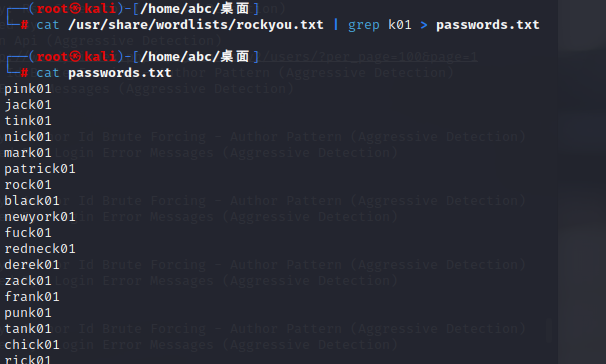 ┌──(root㉿kali)-[/home/abc/桌面]
└─# cat /usr/share/wordlists/rockyou.txt | grep k01 > passwords.txt
┌──(root㉿kali)-[/home/abc/桌面]
└─# cat passwords.txt
pink01
jack01
tink01
nick01
mark01
patrick01
rock01
black01
newyork01
fuck01
redneck01
derek01
zack01
frank01
punk01
tank01
chick01
rick01